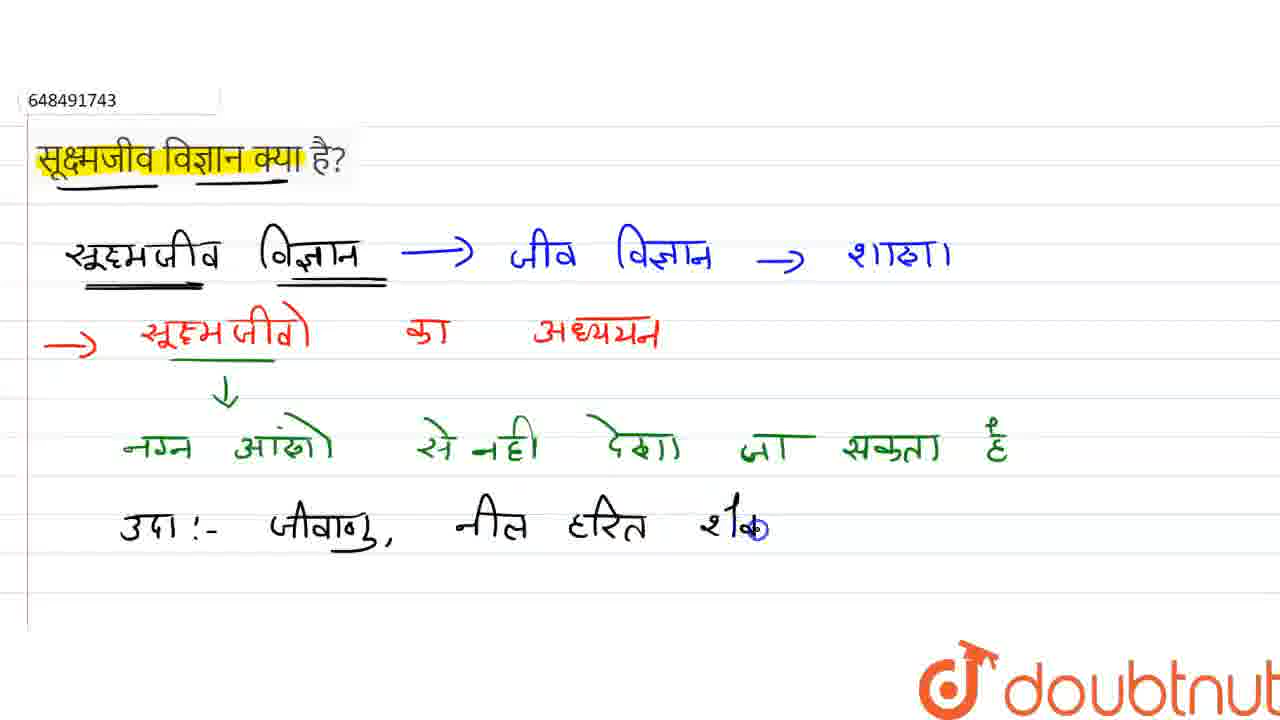 648491743
सूक्ष्मजीव विज्ञान क्या है?
सूक्ष्मजीव विज्ञान → जीव विज्ञान → शाखा
→ सूक्ष्मजीवो का अध्ययन
↓
नग्न आंखो से नही देखा जा सकता है
उदा :- जीवाणु, नील हरित
doubtnut